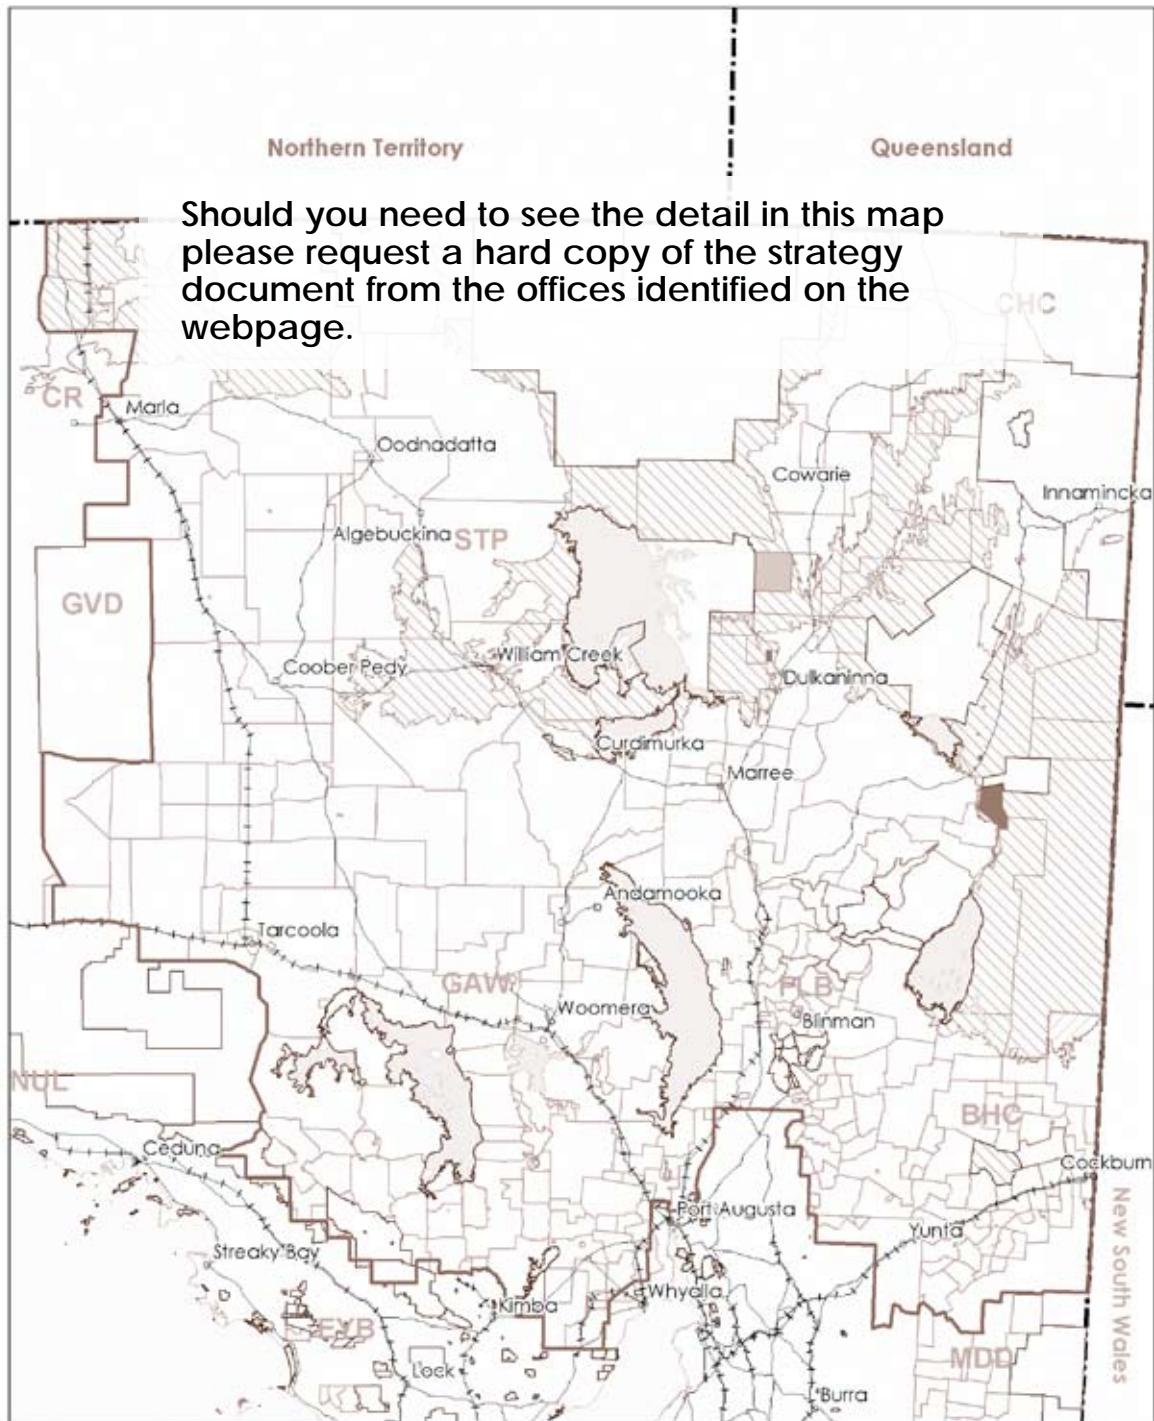 Northern Territory
Queensland
Should you need to see the detail in this map
please request a hard copy of the strategy
document from the offices identified on the
webpage.
CHC
CR
Marla
Oodnadatta
Cowarie
Innamincka
Algebuckina
STP
GVD
William Creek
Coober Pedy
Dulkaninna
Curdimurka
Marree
Andamooka
Tarcoola
GAW
FLB
Woomera
Blinman
NUL
BHC
Ceduna
Cockburn
New South Wales
Port Augusta
Yunta
Streaky Bay
Whyalla
Kimba
EYB
MDD
Lock
Burra